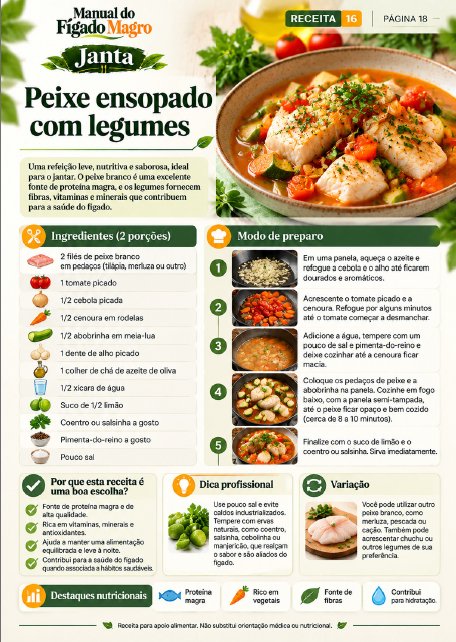 Manual do
Fígado Magro
Janta
RECEITA 16
PÁGINA 18
Peixe ensopado
com legumes
Uma refeição leve, nutritiva e saborosa, ideal
para o jantar. O peixe branco é uma excelente
fonte de proteína magra, e os legumes fornecem
fibras, vitaminas e minerais que contribuem
para a saúde do fígado.
Ingredientes (2 porções)
2 filés de peixe branco
em pedaços (tilápia, merluza ou outro)
1 tomate picado
1/2 cebola picada
1/2 cenoura em rodelas
1/2 abobrinha em meia-lua
1 dente de alho picado
1 colher de chá de azeite de oliva
1/2 xícara de água
Suco de 1/2 limão
Coentro ou salsinha a gosto
Pimenta-do-reino a gosto
Pouco sal
Modo de preparo
1
Em uma panela, aqueça o azeite e
refogue a cebola e o alho até ficarem
dourados e aromáticos.
2
Acrescente o tomate picado e a
cenoura. Refogue por alguns minutos
até o tomate começar a desmanchar.
3
Adicione a água, tempere com um
pouco de sal e pimenta-do-reino e
deixe cozinhar até a cenoura ficar
macia.
4
Coloque os pedaços de peixe e a
abobrinha na panela. Cozinhe em fogo
baixo, com a panela semi-tampada,
até o peixe ficar opaco e bem cozido
(cerca de 8 a 10 minutos).
5
Finalize com o suco de limão e o
coentro ou salsinha. Sirva imediatamente.
Por que esta receita é
uma boa escolha?
Fonte de proteína magra e de
alta qualidade.
Rica em vitaminas, minerais e
antioxidantes.
Ajuda a manter uma alimentação
equilibrada e leve à noite.
Contribui para a saúde do fígado
quando associada a hábitos saudáveis.
Dica profissional
Use pouco sal e evite
caldos industrializados.
Tempere com ervas
naturais, como coentro,
salsinha, cebolinha ou
manjericão, que realçam
o sabor e são aliados do
fígado.
Variação
Você pode utilizar outro
peixe branco, como
merluza, pescada ou
cação. Também pode
acrescentar chuchu ou
outros legumes de sua
preferência.
Destaques nutricionais
Proteína
magra
Rico em
vegetais
Fonte de
fibras
Contribui
para hidratação.
Receita para apoio alimentar. Não substitui orientação médica ou nutricional.